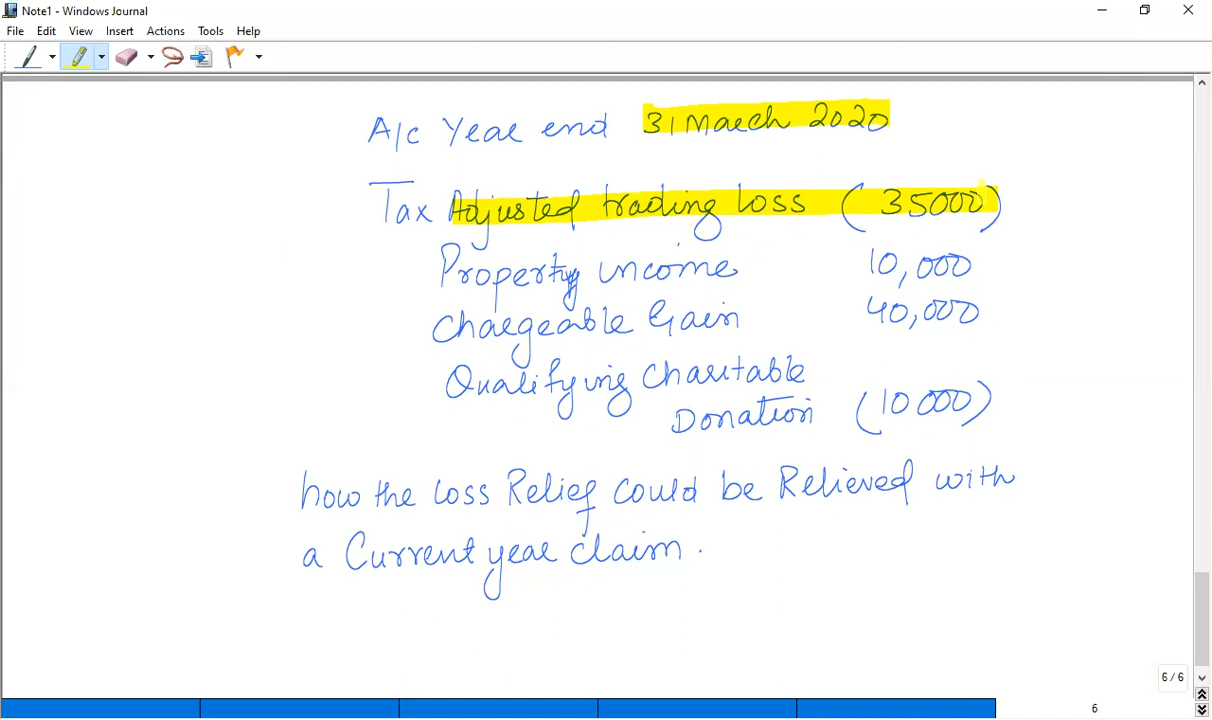 Note1 - Windows Journal
File Edit View Insert Actions Tools Help
A/c Year end 31 March 2020
Tax Adjusted trading loss (35000)
Property income 10,000
Chargeable Gain 40,000
Qualifying Charitable
Donation (10 000)
how the loss Relief could be Relieved with
a Current year claim.
6/6
6